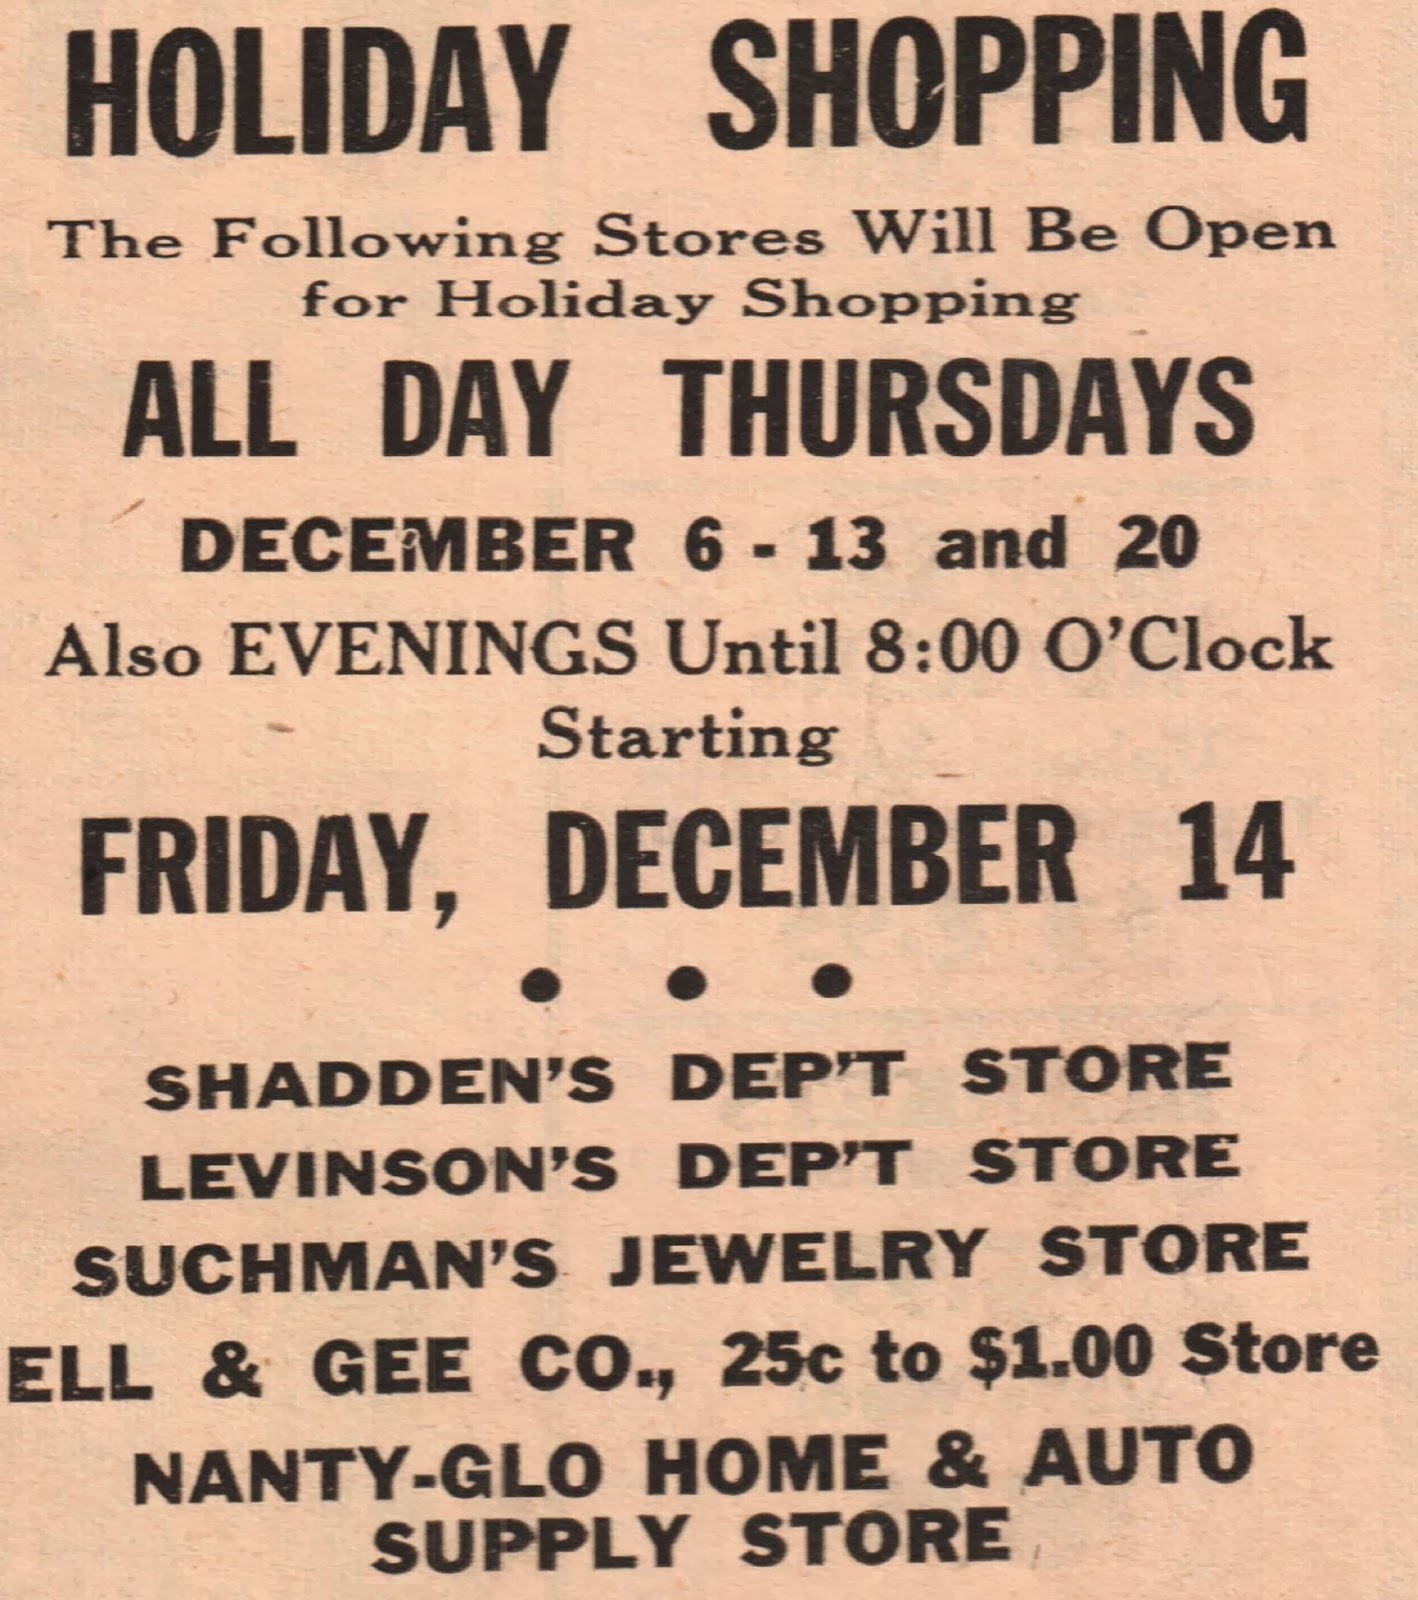 HOLIDAY SHOPPING
The Following Stores Will Be Open
for Holiday Shopping
ALL DAY THURSDAYS
DECEMBER 6 - 13 and 20
Also EVENINGS Until 8:00 O'Clock
Starting
FRIDAY, DECEMBER 14
• • •
SHADDEN'S DEP'T STORE
LEVINSON'S DEP'T STORE
SUCHMAN'S JEWELRY STORE
ELL & GEE CO., 25c to $1.00 Store
NANTY-GLO HOME & AUTO
SUPPLY STORE